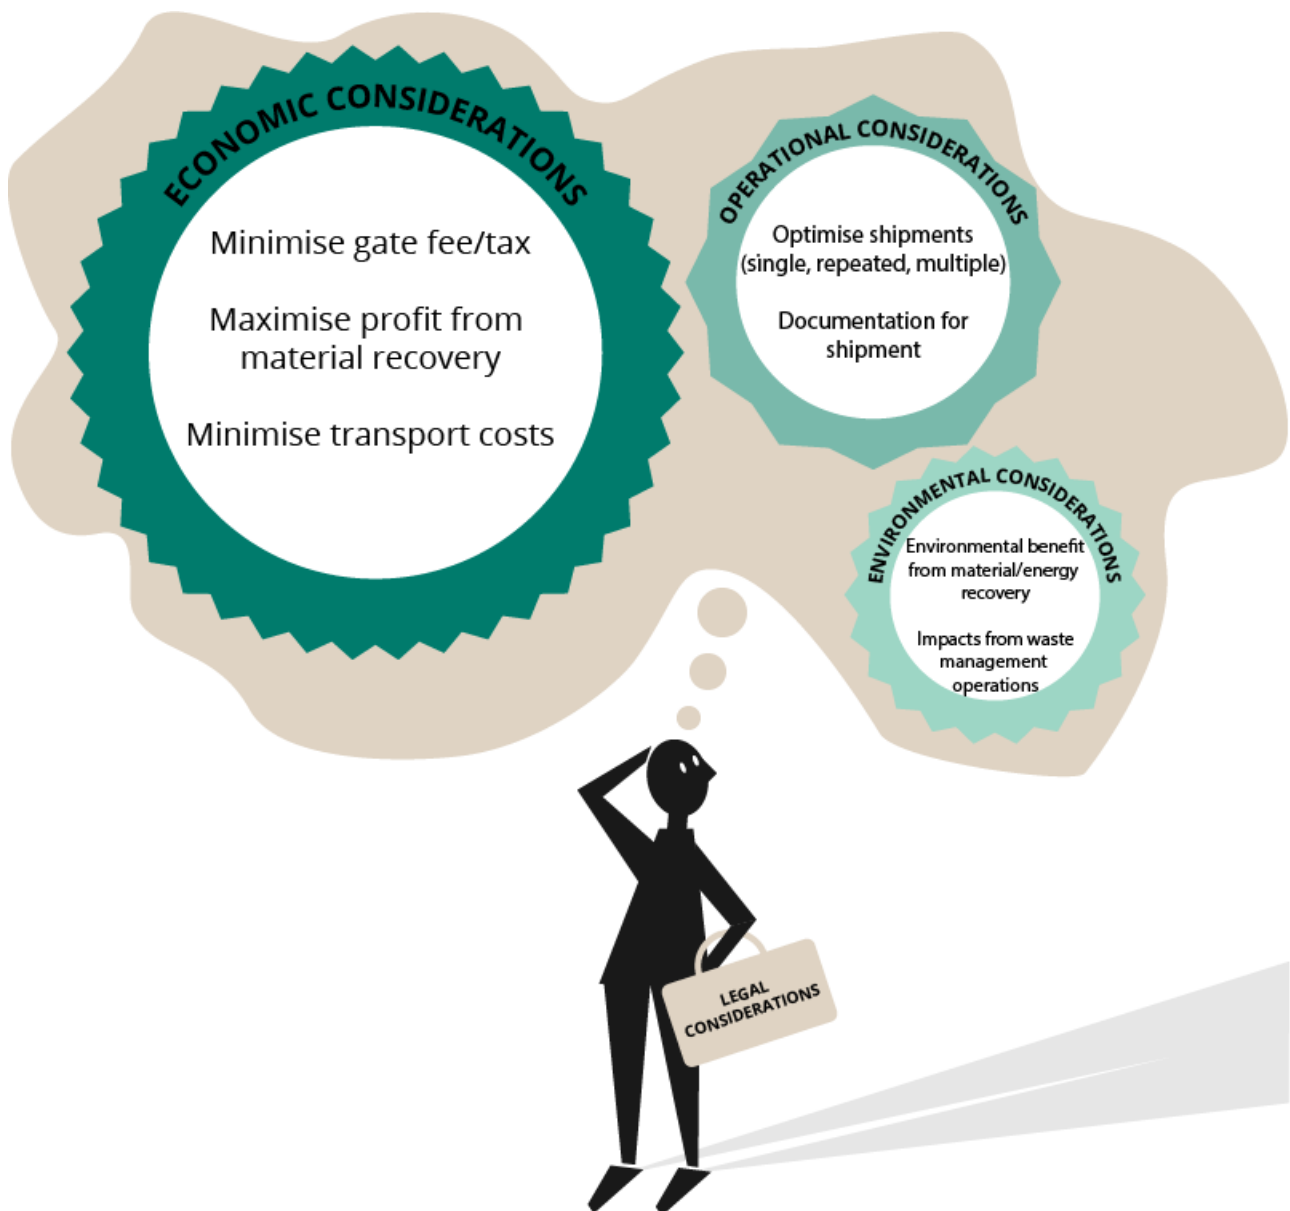 ECONOMIC CONSIDERATIONS
Minimise gate fee/tax
Maximise profit from
material recovery
Minimise transport costs
OPERATIONAL CONSIDERATIONS
Optimise shipments
(single, repeated, multiple)
Documentation for
shipment
ENVIRONMENTAL CONSIDERATIONS
Environmental benefit
from material/energy
recovery
Impacts from waste
management
operations
LEGAL
CONSIDERATIONS